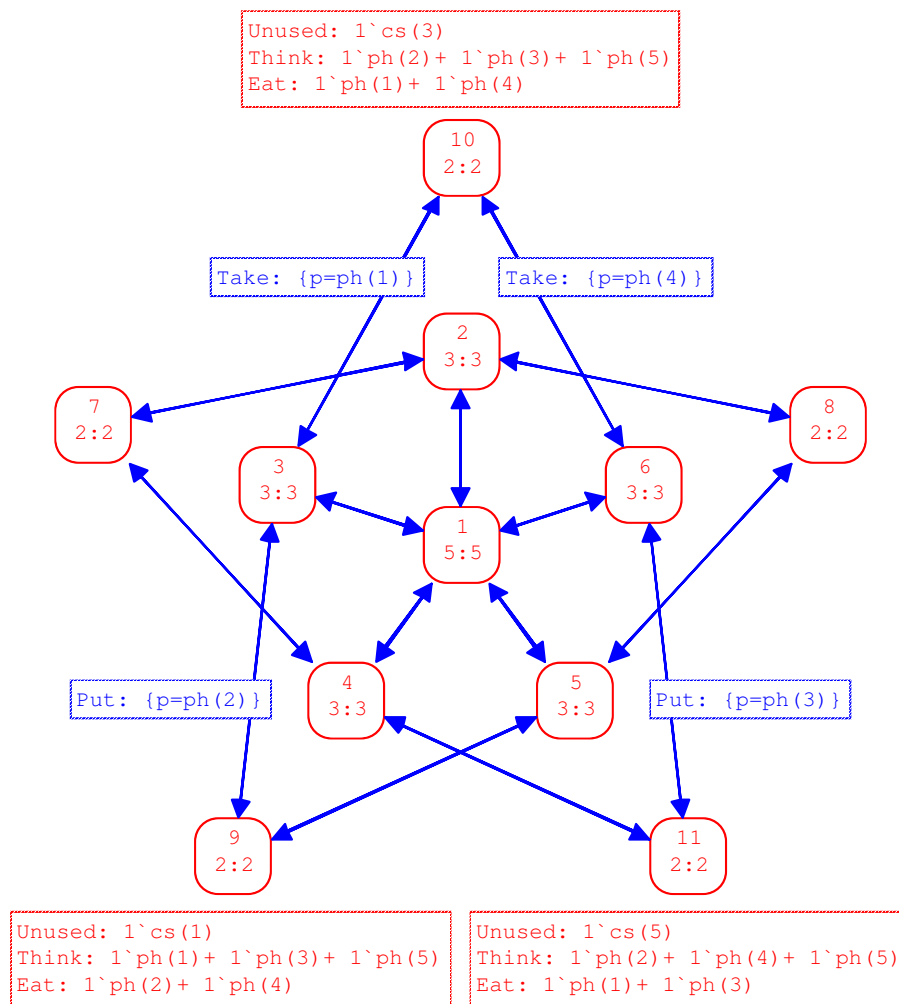 Unused: 1`cs(3)
Think: 1`ph(2)+ 1`ph(3)+ 1`ph(5)
Eat: 1`ph(1)+ 1`ph(4)
10
2:2
Take: {p=ph(1)}
Take: {p=ph(4)}
2
3:3
7
2:2
8
2:2
3
3:3
6
3:3
1
5:5
4
3:3
5
3:3
Put: {p=ph(2)}
Put: {p=ph(3)}
9
2:2
11
2:2
Unused: 1`cs(1)
Think: 1`ph(1)+ 1`ph(3)+ 1`ph(5)
Eat: 1`ph(2)+ 1`ph(4)
Unused: 1`cs(5)
Think: 1`ph(2)+ 1`ph(4)+ 1`ph(5)
Eat: 1`ph(1)+ 1`ph(3)